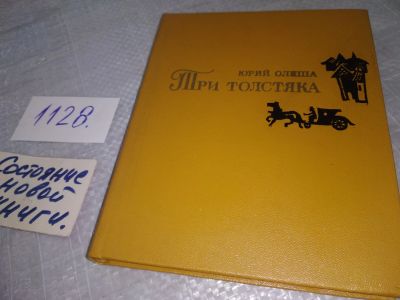 ЮРИЙ ОЛЕША
ТРИ ТОЛСТЯКА
1128.
Состояние
новой
книги.